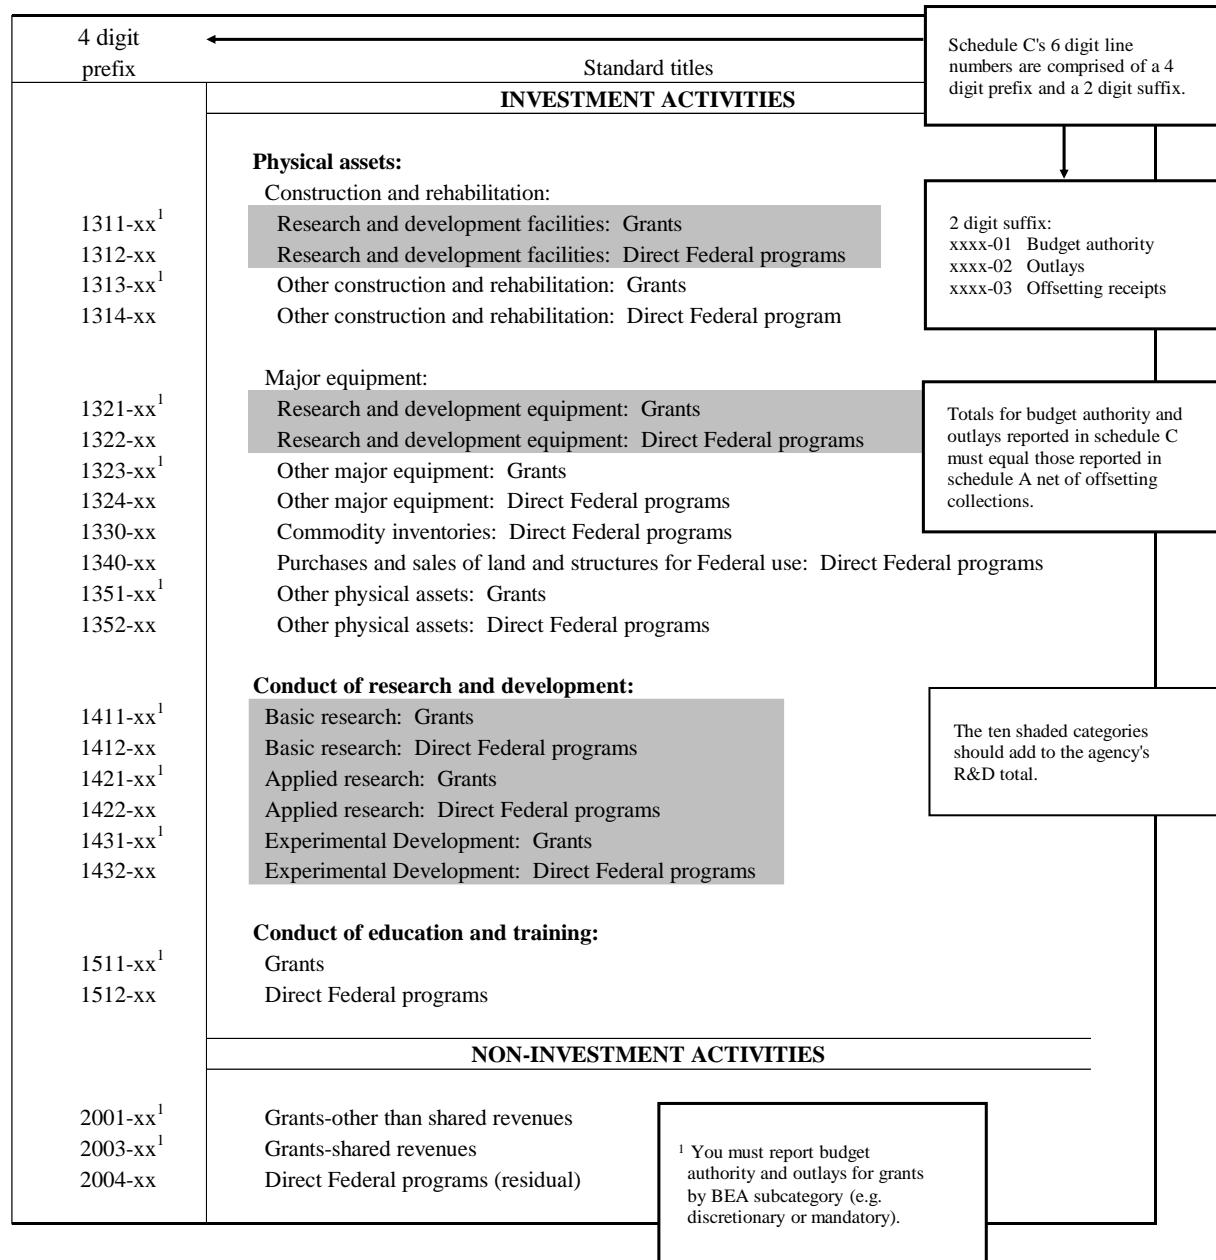 4 digit
prefix Standard titles
Schedule C's 6 digit line
numbers are comprised of a 4
digit prefix and a 2 digit suffix.
INVESTMENT ACTIVITIES
Physical assets:
Construction and rehabilitation:
1311-xx¹ Research and development facilities: Grants
1312-xx Research and development facilities: Direct Federal programs
1313-xx¹ Other construction and rehabilitation: Grants
1314-xx Other construction and rehabilitation: Direct Federal program
2 digit suffix:
xxxx-01 Budget authority
xxxx-02 Outlays
xxxx-03 Offsetting receipts
Major equipment:
1321-xx¹ Research and development equipment: Grants
1322-xx Research and development equipment: Direct Federal programs
1323-xx¹ Other major equipment: Grants
1324-xx Other major equipment: Direct Federal programs
1330-xx Commodity inventories: Direct Federal programs
1340-xx Purchases and sales of land and structures for Federal use: Direct Federal programs
1351-xx¹ Other physical assets: Grants
1352-xx Other physical assets: Direct Federal programs
Totals for budget authority and
outlays reported in schedule C
must equal those reported in
schedule A net of offsetting
collections.
Conduct of research and development:
1411-xx¹ Basic research: Grants
1412-xx Basic research: Direct Federal programs
1421-xx¹ Applied research: Grants
1422-xx Applied research: Direct Federal programs
1431-xx¹ Experimental Development: Grants
1432-xx Experimental Development: Direct Federal programs
The ten shaded categories
should add to the agency's
R&D total.
Conduct of education and training:
1511-xx¹ Grants
1512-xx Direct Federal programs
NON-INVESTMENT ACTIVITIES
2001-xx¹ Grants-other than shared revenues
2003-xx¹ Grants-shared revenues
2004-xx Direct Federal programs (residual)
¹ You must report budget
authority and outlays for grants
by BEA subcategory (e.g.
discretionary or mandatory).